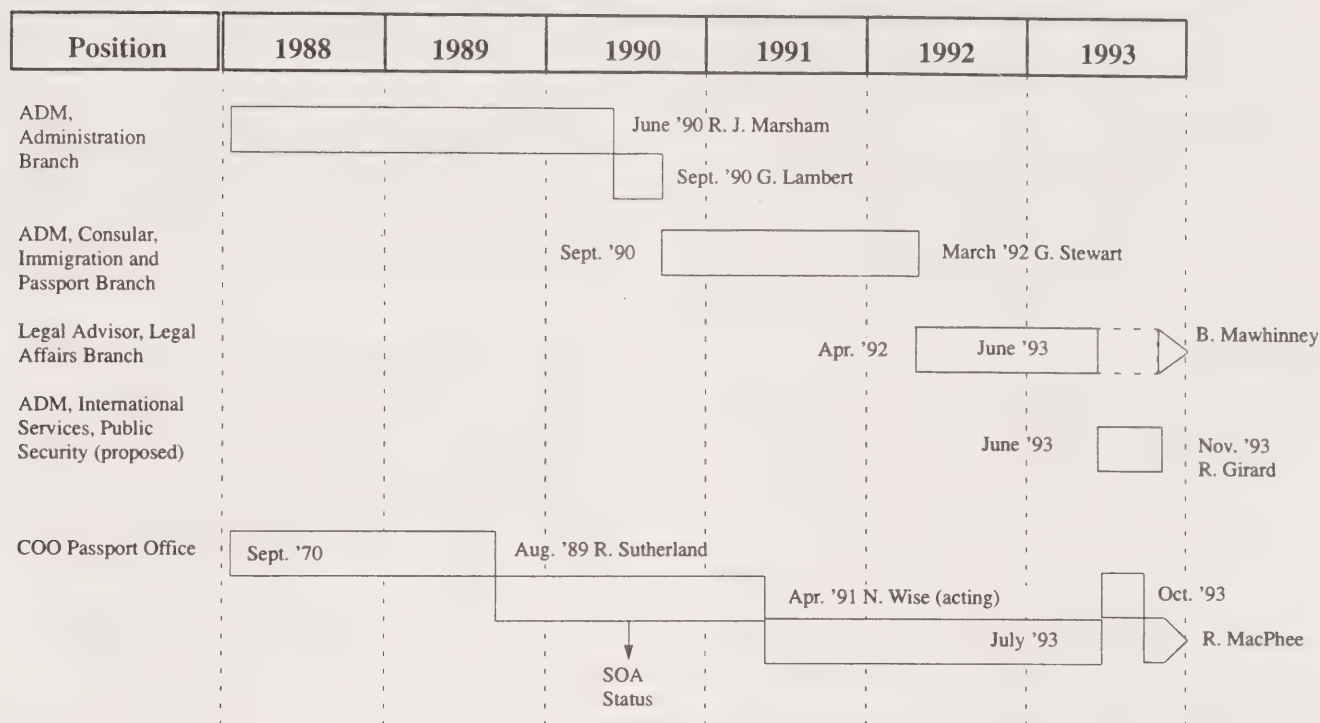 Position 1988 1989 1990 1991 1992 1993
ADM,
Administration
Branch
June '90 R. J. Marsham
Sept. '90 G. Lambert
ADM, Consular,
Immigration and
Passport Branch
Sept. '90
March '92 G. Stewart
Legal Advisor, Legal
Affairs Branch
Apr. '92
June '93
B. Mawhinney
ADM, International
Services, Public
Security (proposed)
June '93
Nov. '93
R. Girard
COO Passport Office
Sept. '70
Aug. '89 R. Sutherland
Apr. '91 N. Wise (acting)
Oct. '93
July '93
R. MacPhee
SOA
Status